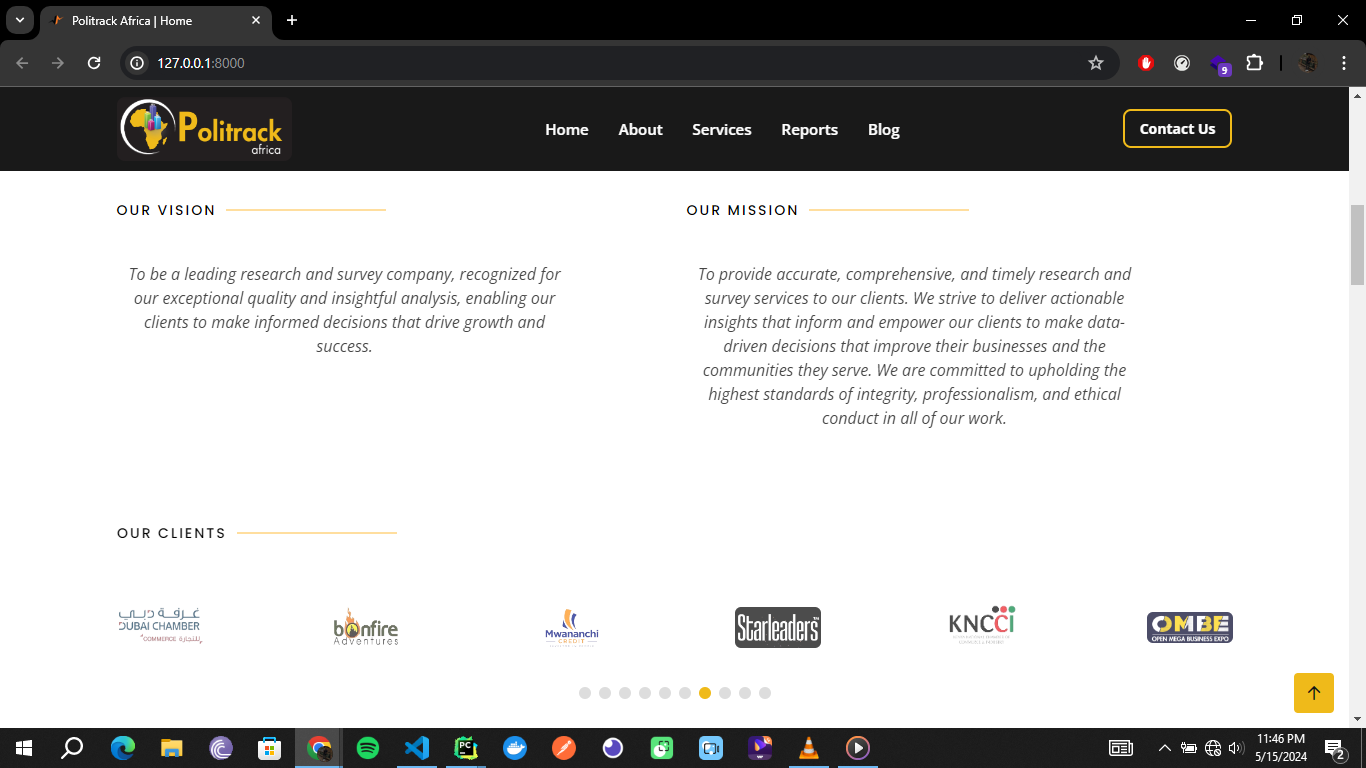 Politrack Africa | Home
127.0.0.1:8000
9
Politrack
africa
Home
About
Services
Reports
Blog
Contact Us
OUR VISION
To be a leading research and survey company, recognized for
our exceptional quality and insightful analysis, enabling our
clients to make informed decisions that drive growth and
success.
OUR MISSION
To provide accurate, comprehensive, and timely research and
survey services to our clients. We strive to deliver actionable
insights that inform and empower our clients to make data-
driven decisions that improve their businesses and the
communities they serve. We are committed to upholding the
highest standards of integrity, professionalism, and ethical
conduct in all of our work.
OUR CLIENTS
غرفة دبي
DUBAI CHAMBER
COMMERCE للتجارة
bonfire
Adventures
Mwananchi
CREDIT
Starleaders™
KNCCI
OMBE
OPEN MEGA BUSINESS EXPO
PC
11:46 PM
5/15/2024
2